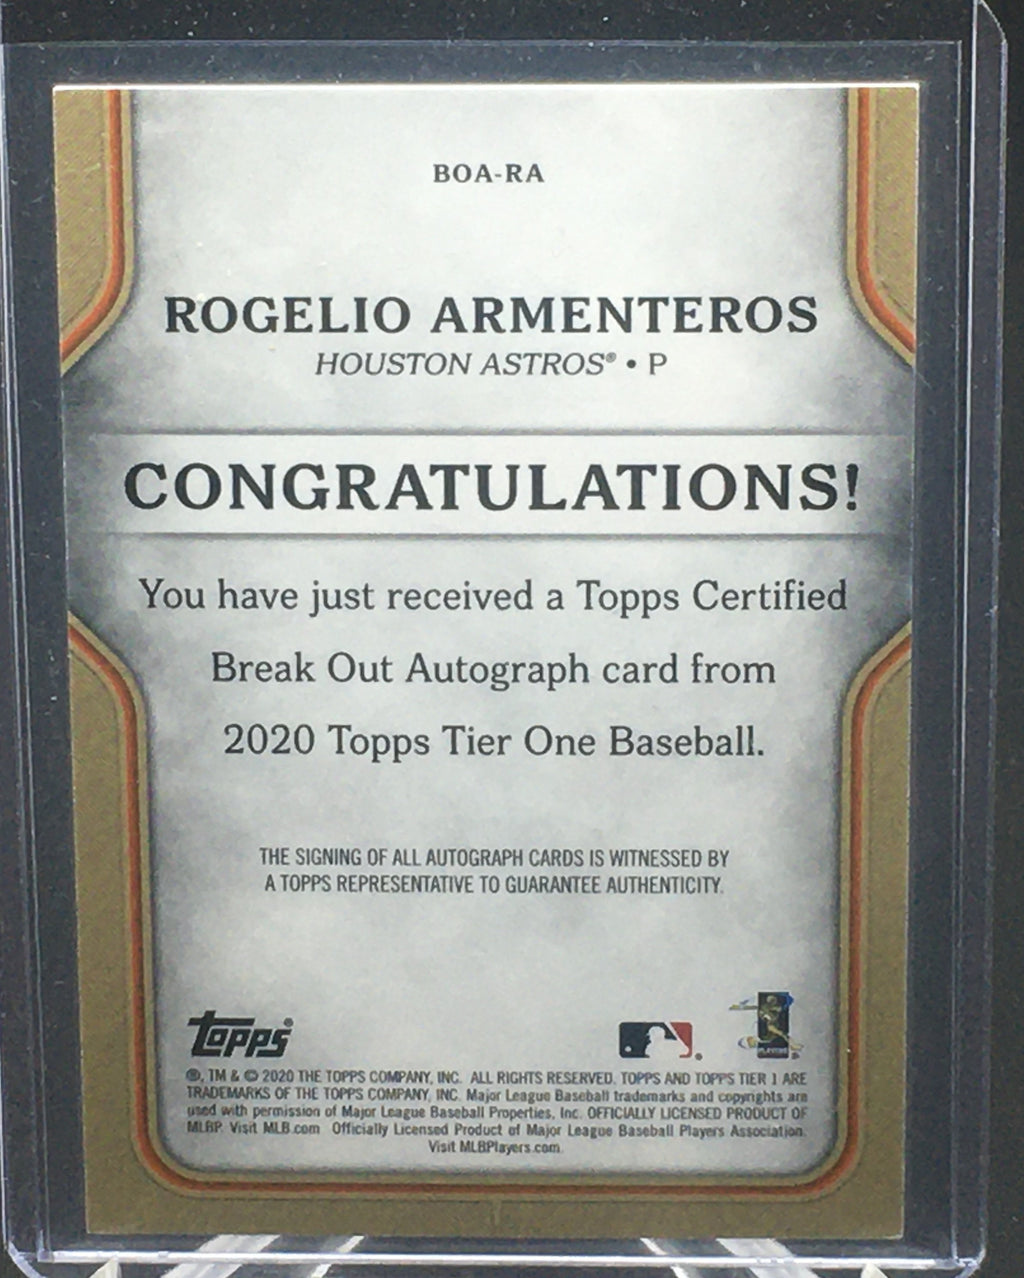 BOA-RA
ROGELIO ARMENTEROS
HOUSTON ASTROS® • P
CONGRATULATIONS!
You have just received a Topps Certified
Break Out Autograph card from
2020 Topps Tier One Baseball.
THE SIGNING OF ALL AUTOGRAPH CARDS IS WITNESSED BY
A TOPPS REPRESENTATIVE TO GUARANTEE AUTHENTICITY.
TOPPS®
PLAYERS
®, TM & © 2020 THE TOPPS COMPANY, INC. ALL RIGHTS RESERVED. TOPPS AND TOPPS TIER 1 ARE
TRADEMARKS OF THE TOPPS COMPANY, INC. Major League Baseball trademarks and copyrights are
used with permission of Major League Baseball Properties, Inc. OFFICIALLY LICENSED PRODUCT OF
MLBP. Visit MLB.com Officially Licensed Product of Major League Baseball Players Association.
Visit MLBPlayers.com.